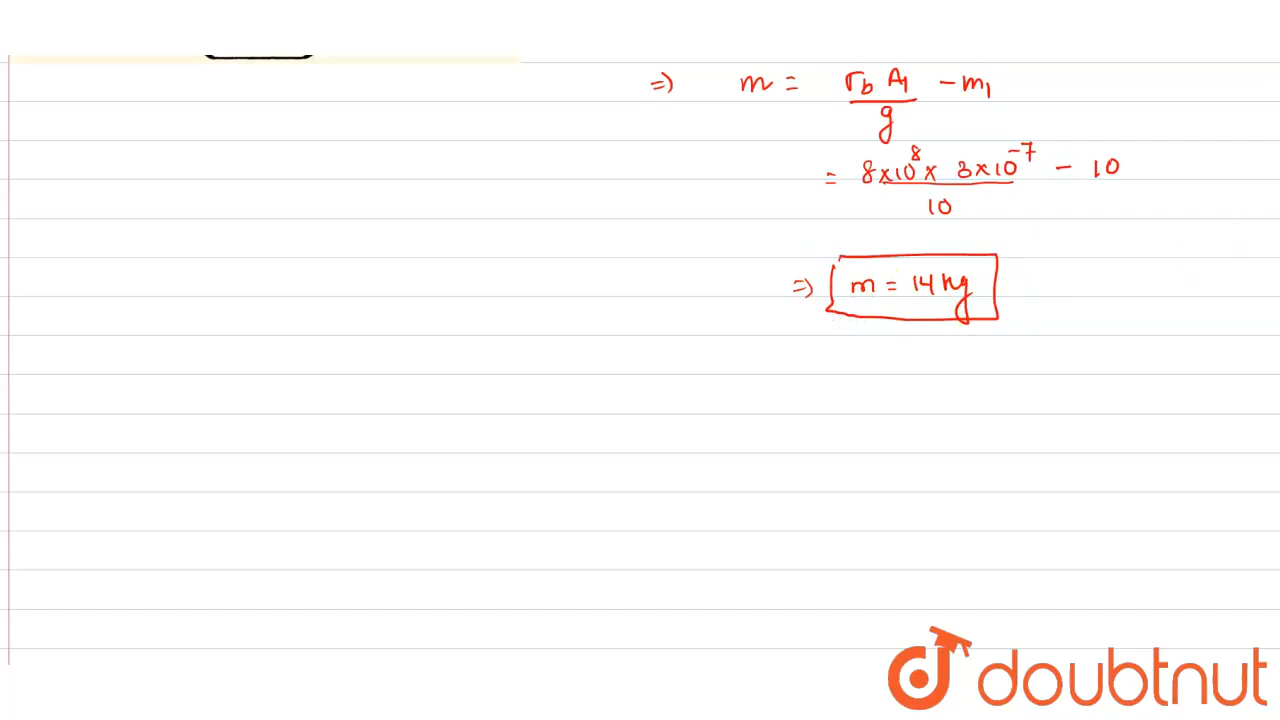 => m = σb A1 / g - m1
= 8×10^8 × 3×10^-7 / 10 - 10
=> m = 14 kg
doubtnut